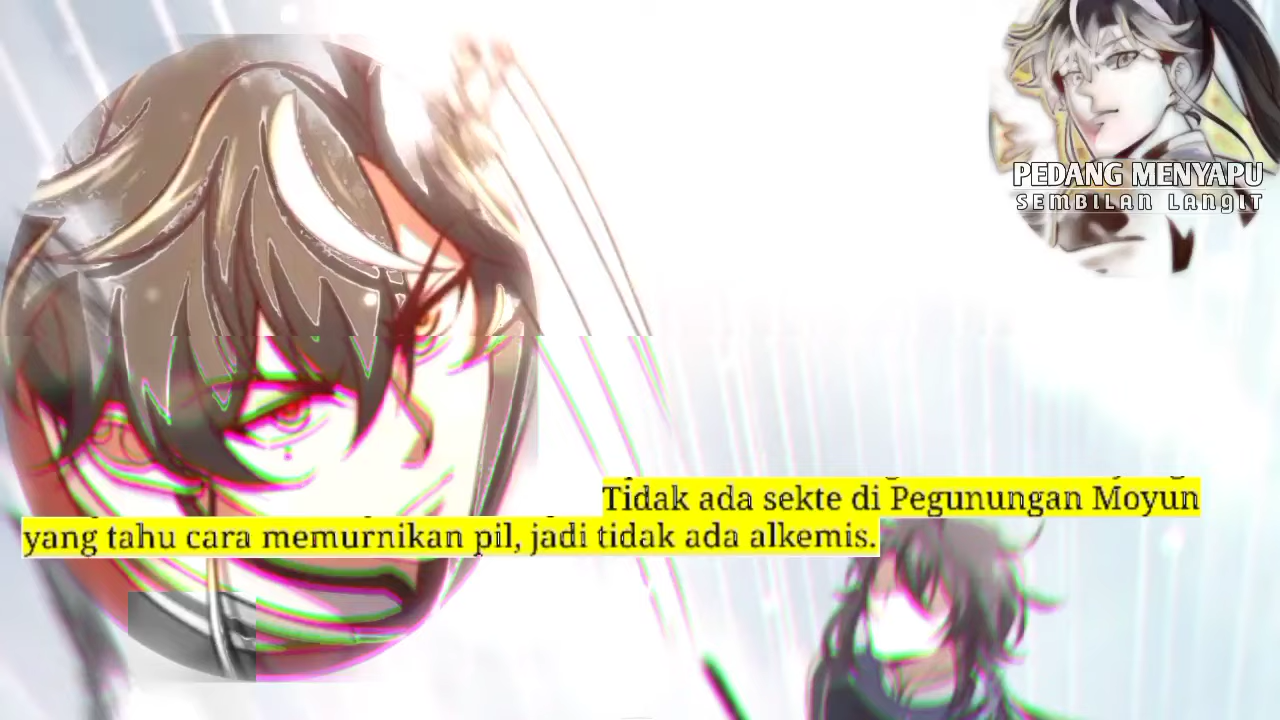 PEDANG MENYAPU
SEMBILAN LANGIT
Tidak ada sekte di Pegunungan Moyun
yang tahu cara memurnikan pil, jadi tidak ada alkemis.